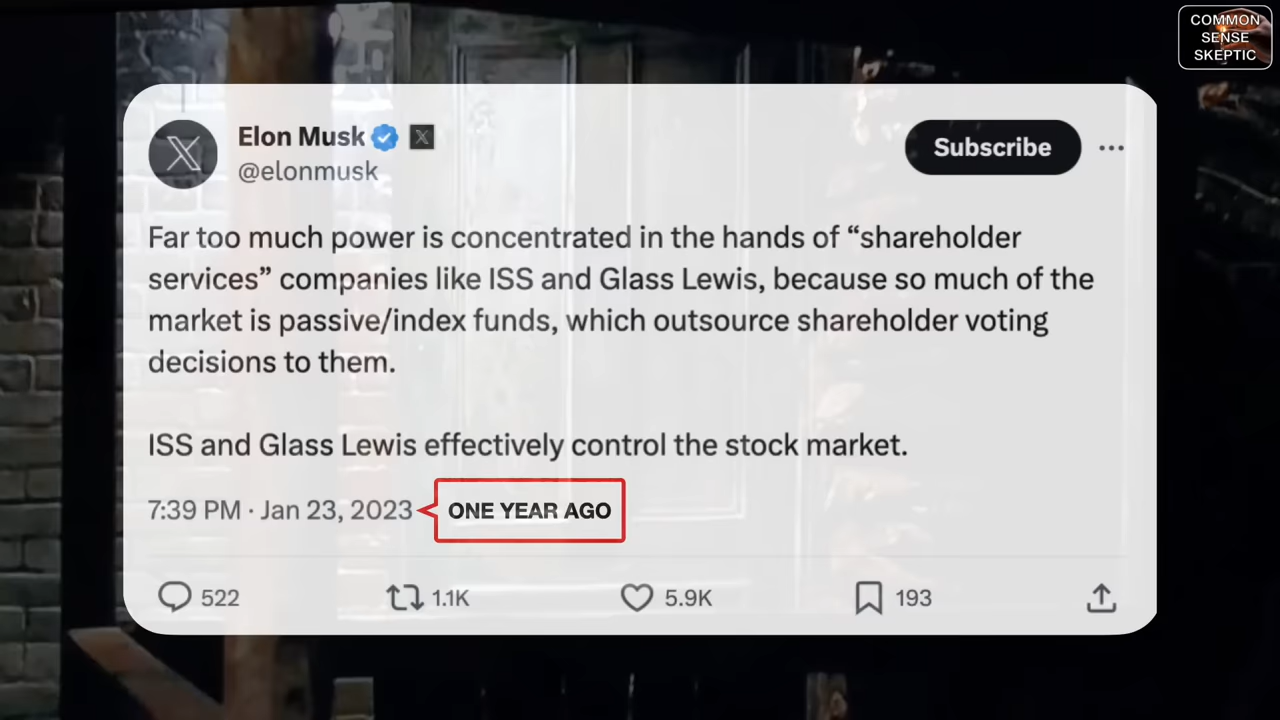 COMMON
SENSE
SKEPTIC
Elon Musk
@elonmusk
Subscribe
Far too much power is concentrated in the hands of “shareholder
services” companies like ISS and Glass Lewis, because so much of the
market is passive/index funds, which outsource shareholder voting
decisions to them.
ISS and Glass Lewis effectively control the stock market.
7:39 PM · Jan 23, 2023
ONE YEAR AGO
522
1.1K
5.9K
193